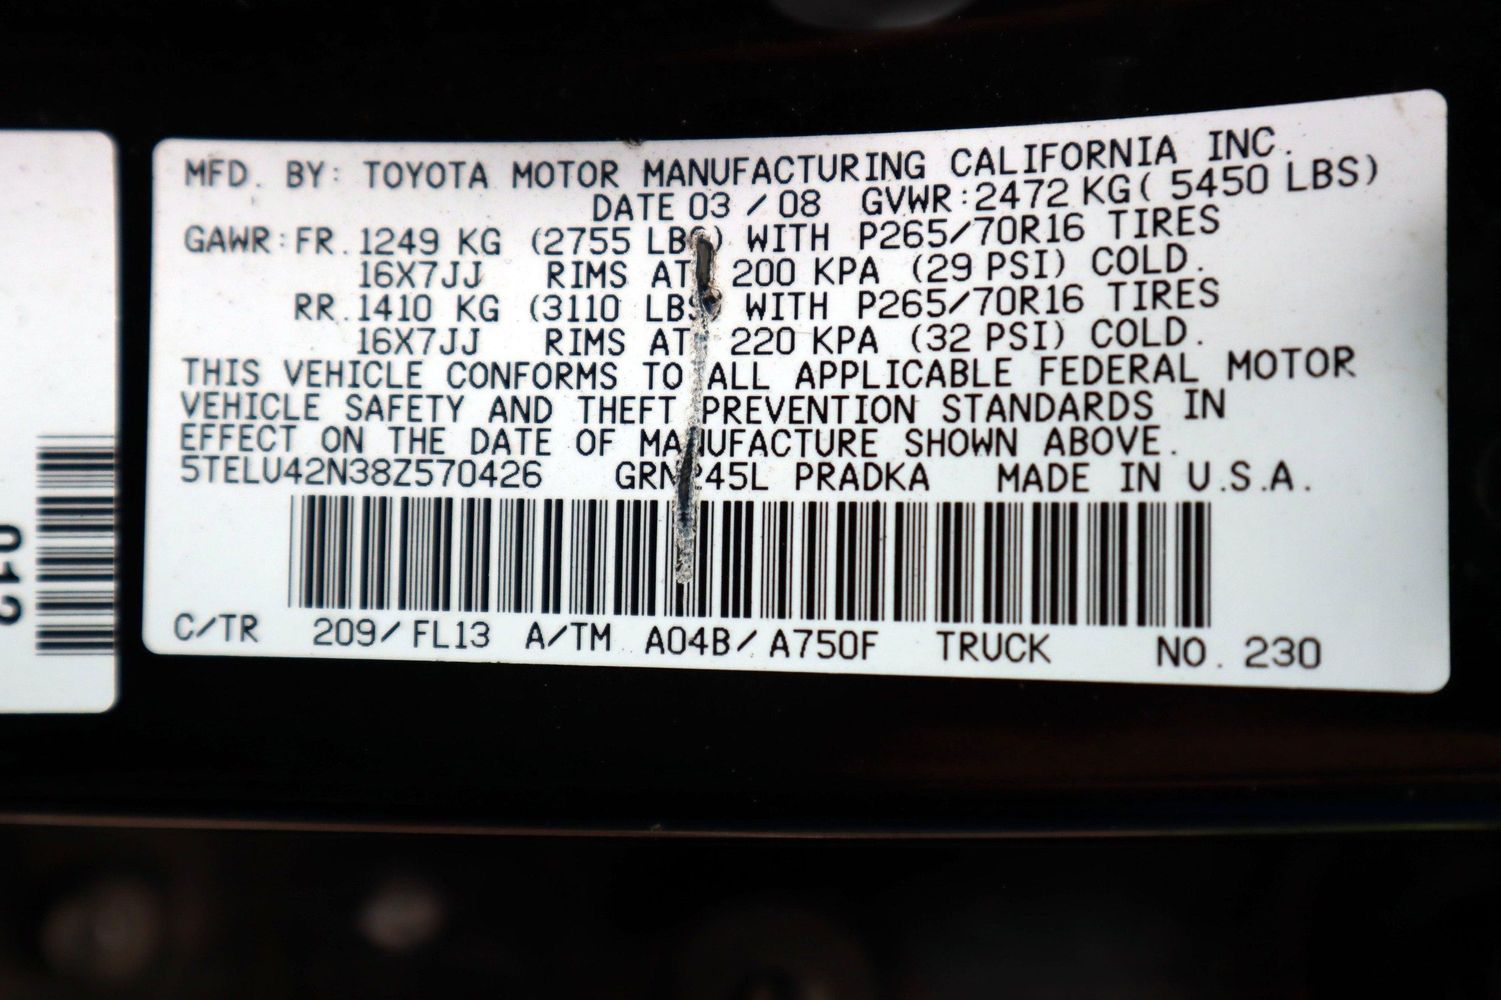 MFD. BY: TOYOTA MOTOR MANUFACTURING CALIFORNIA INC.
DATE 03 / 08 GVWR:2472 KG( 5450 LBS)
GAWR:FR.1249 KG (2755 LBS) WITH P265/70R16 TIRES
16X7JJ RIMS AT 200 KPA (29 PSI) COLD.
RR.1410 KG (3110 LBS) WITH P265/70R16 TIRES
16X7JJ RIMS AT 220 KPA (32 PSI) COLD.
THIS VEHICLE CONFORMS TO ALL APPLICABLE FEDERAL MOTOR
VEHICLE SAFETY AND THEFT PREVENTION STANDARDS IN
EFFECT ON THE DATE OF MANUFACTURE SHOWN ABOVE.
5TELU42N38Z570426 GRN245L PRADKA MADE IN U.S.A.
C/TR 209/FL13 A/TM A04B/A750F TRUCK NO. 230